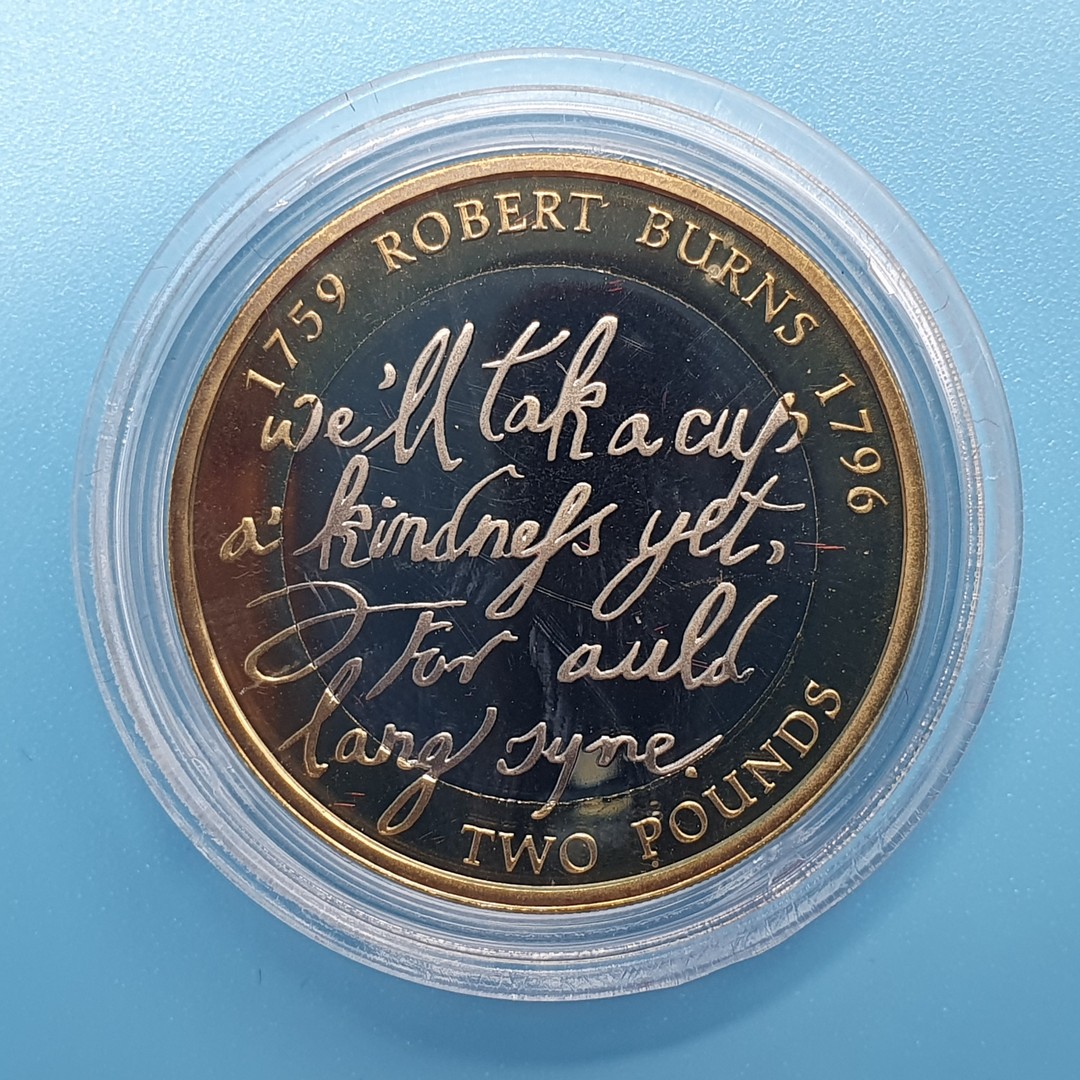 1759 ROBERT BURNS 1796
we'll tak a cup
a' kindneſs yet,
For auld
lang syne.
TWO POUNDS